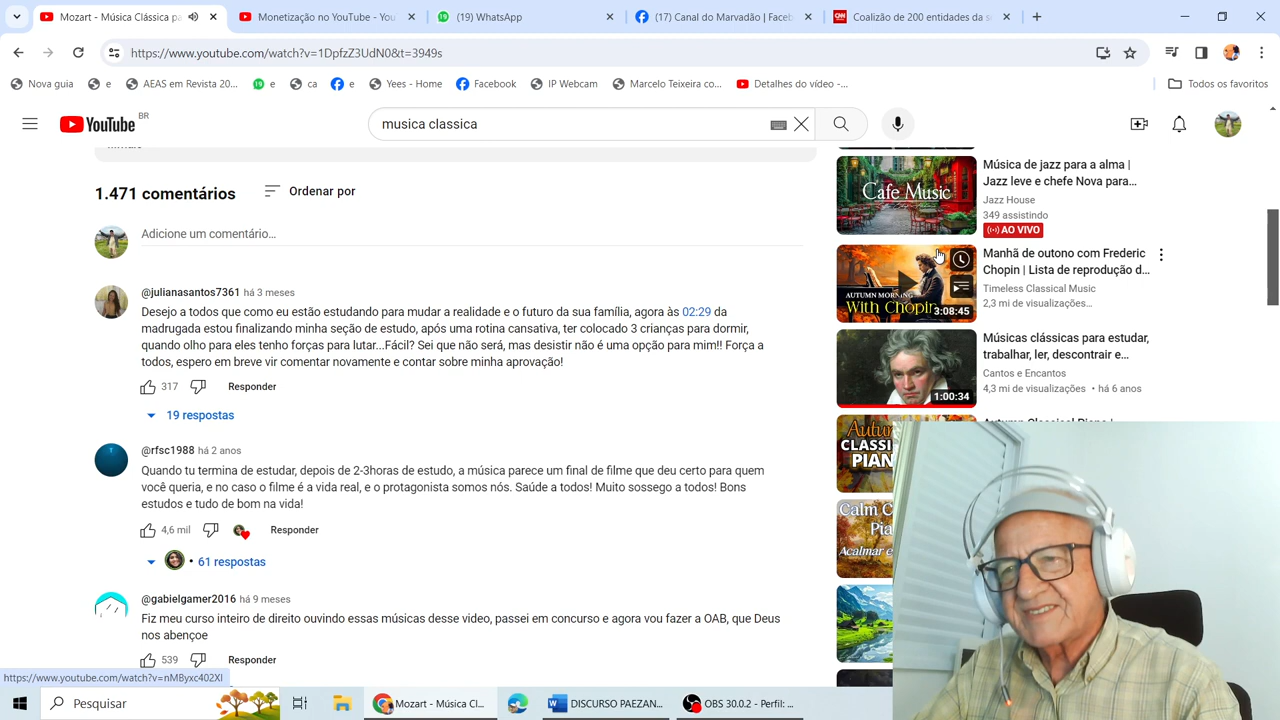 Mozart - Música Clássica p
Monetização no YouTube - You
(19) WhatsApp
(17) Canal do Marcelão | Faceb
Coalizão de 200 entidades da s
https://www.youtube.com/watch?v=1DpfzZ3UdN0&t=3949s
Nova guia
e
AEAS em Revista 20...
e
ca
e
Yees - Home
Facebook
IP Webcam
Marcelo Teixeira co...
Detalhes do vídeo -...
Todos os favoritos
YouTube BR
musica classica
1.471 comentários
Ordenar por
Adicione um comentário...
@julianasantos7361 há 3 meses
Desejo a todos que como eu estão estudando para mudar a realidade e o futuro da sua família, agora às 02:29 da
madrugada estou finalizando minha seção de estudo, após uma rotina exaustiva, ter colocado 3 crianças para dormir,
quando olho para eles tenho forças para lutar...Fácil? Sei que não será, mas desistir não é uma opção para mim!! Força a
todos, espero em breve vir comentar novamente e contar sobre minha aprovação!
317
Responder
19 respostas
@rfsc1988 há 2 anos
Quando tu termina de estudar, depois de 2-3horas de estudo, a música parece um final de filme que deu certo para quem
você queria, e no caso o filme é a vida real, e o protagonista somos nós. Saúde a todos! Muito sossego a todos! Bons
estudos e tudo de bom na vida!
4,6 mil
Responder
61 respostas
@gabielgamer2016 há 9 meses
Fiz meu curso inteiro de direito ouvindo essas músicas desse video, passei em concurso e agora vou fazer a OAB, que Deus
nos abençoe
539
Responder
Cafe Music
Música de jazz para a alma |
Jazz leve e chefe Nova para...
Jazz House
349 assistindo
AO VIVO
AUTUMN MORNING
With Chopin
3:08:45
Manhã de outono com Frederic
Chopin | Lista de reprodução d...
Timeless Classical Music
2,3 mi de visualizações...
1:00:34
Músicas clássicas para estudar,
trabalhar, ler, descontrair e...
Cantos e Encantos
4,3 mi de visualizações • há 6 anos
Autumn Classical Piano |
CLASSIC
PIAN
Calm C
Pia
Acalmar e
https://www.youtube.com/watch?v=nMByxc402XI
Pesquisar
Mozart - Música Cl...
DISCURSO PAEZAN...
OBS 30.0.2 - Perfil: ...